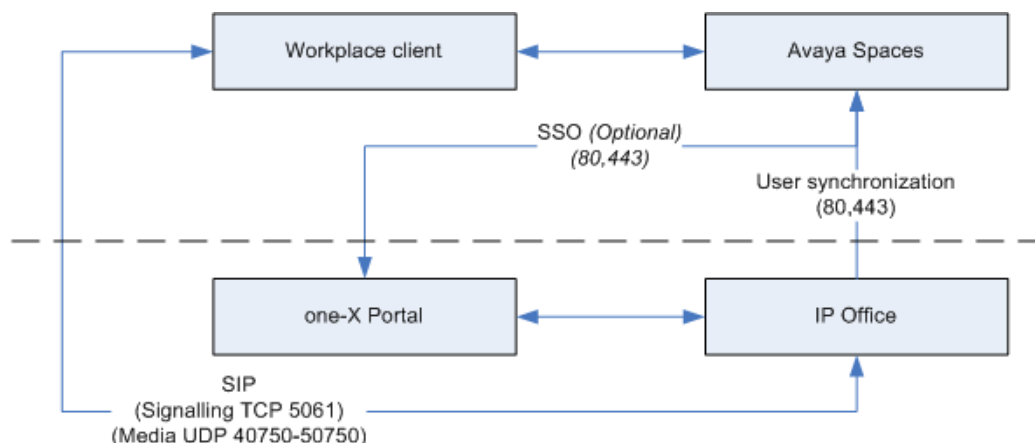 Workplace client
Avaya Spaces
SSO (Optional)
(80,443)
User synchronization
(80,443)
one-X Portal
IP Office
SIP
(Signalling TCP 5061)
(Media UDP 40750-50750)